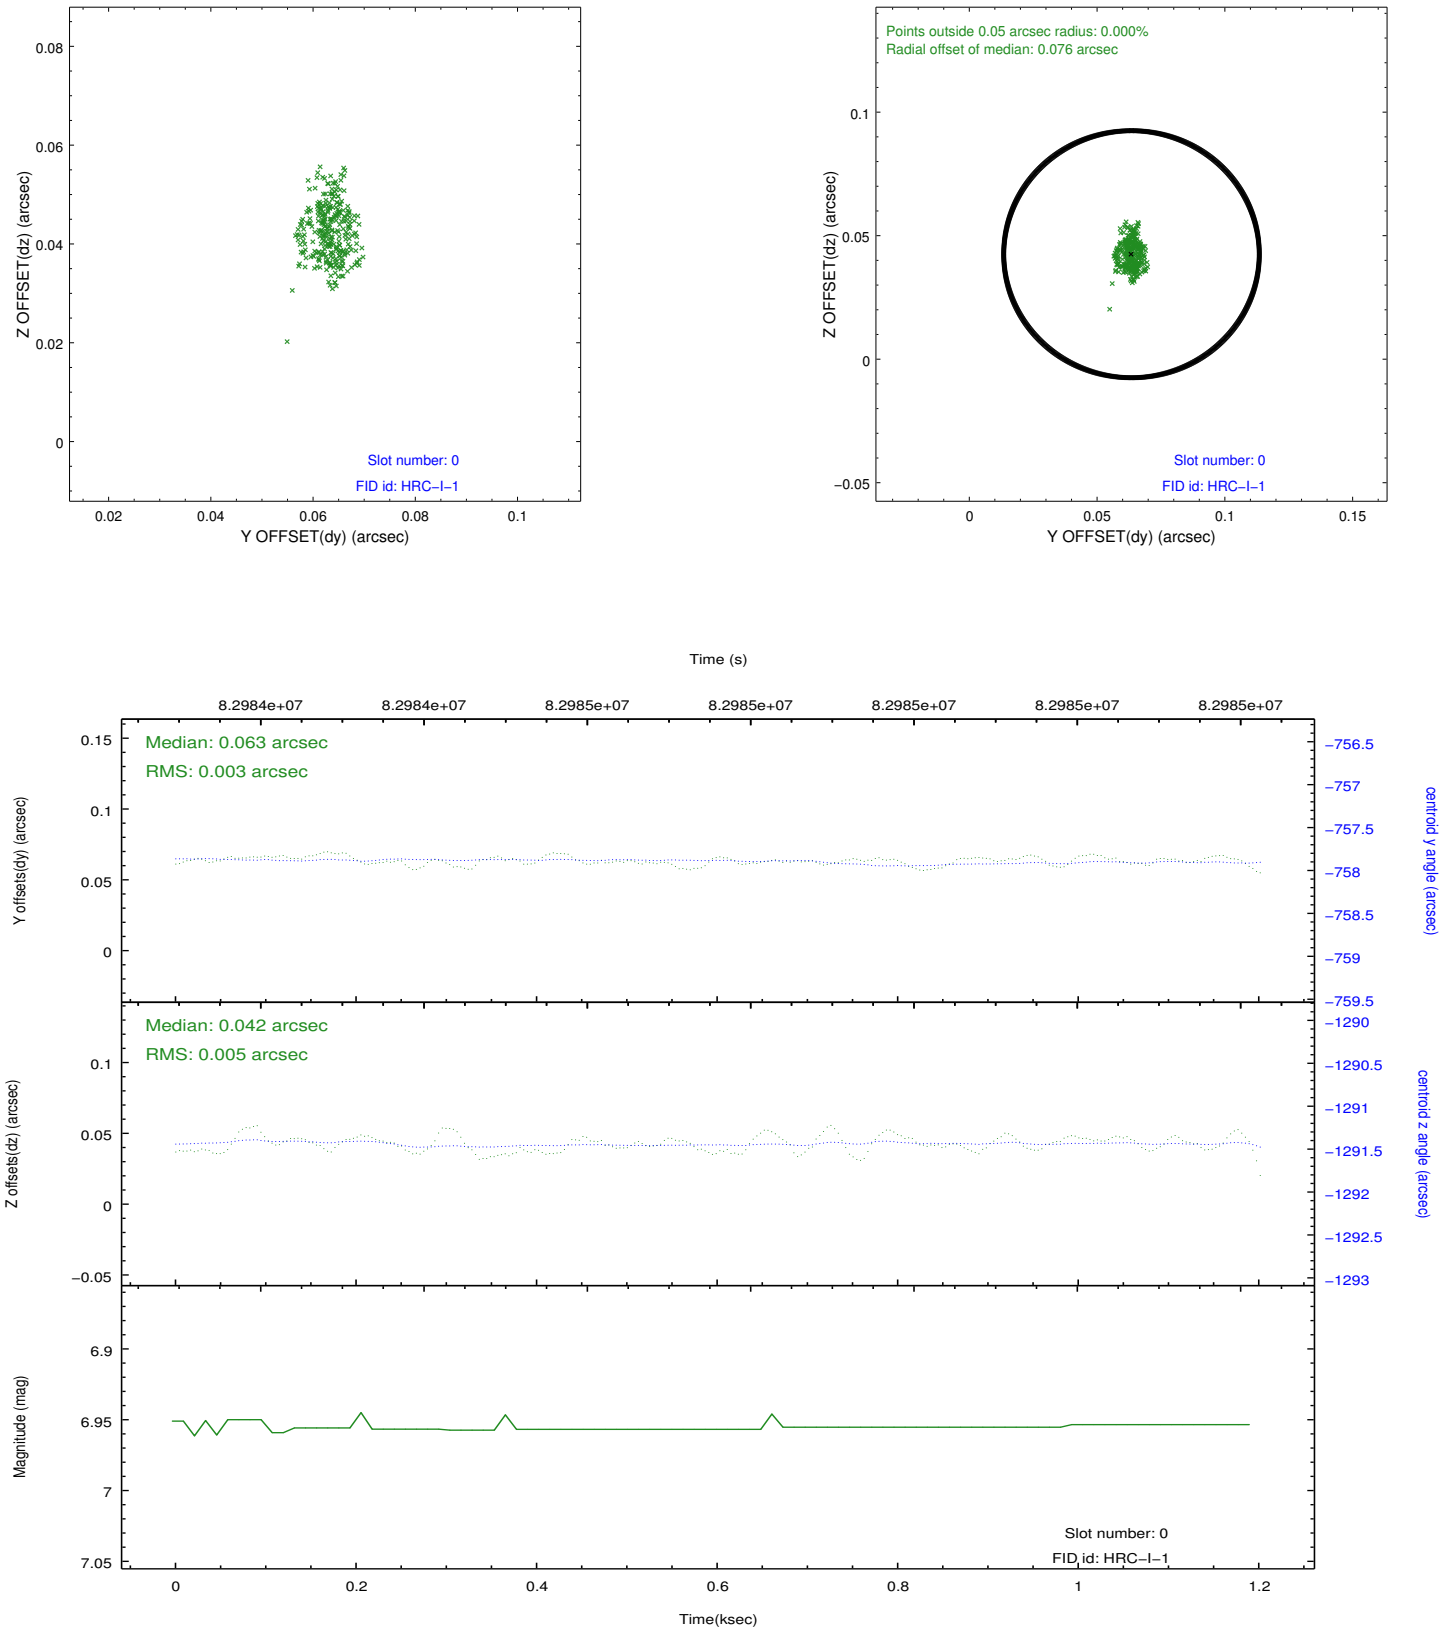 0.08
0.06
0.04
0.02
0
Z OFFSET(dz) (arcsec)
Slot number: 0
FID id: HRC−I−1
0.02
0.04
0.06
0.08
0.1
Y OFFSET(dy) (arcsec)
Points outside 0.05 arcsec radius: 0.000%
Radial offset of median: 0.076 arcsec
0.1
0.05
0
−0.05
Z OFFSET(dz) (arcsec)
Slot number: 0
FID id: HRC−I−1
0
0.05
0.1
0.15
Y OFFSET(dy) (arcsec)
Time (s)
8.2984e+07
8.2984e+07
8.2985e+07
8.2985e+07
8.2985e+07
8.2985e+07
8.2985e+07
Median: 0.063 arcsec
RMS: 0.003 arcsec
0.15
0.1
0.05
0
Y offsets(dy) (arcsec)
−756.5
−757
−757.5
−758
−758.5
−759
−759.5
centroid y angle (arcsec)
Median: 0.042 arcsec
RMS: 0.005 arcsec
0.1
0.05
0
−0.05
Z offsets(dz) (arcsec)
−1290
−1290.5
−1291
−1291.5
−1292
−1292.5
−1293
centroid z angle (arcsec)
6.9
6.95
7
7.05
Magnitude (mag)
Slot number: 0
FID id: HRC−I−1
0
0.2
0.4
0.6
0.8
1
1.2
Time(ksec)